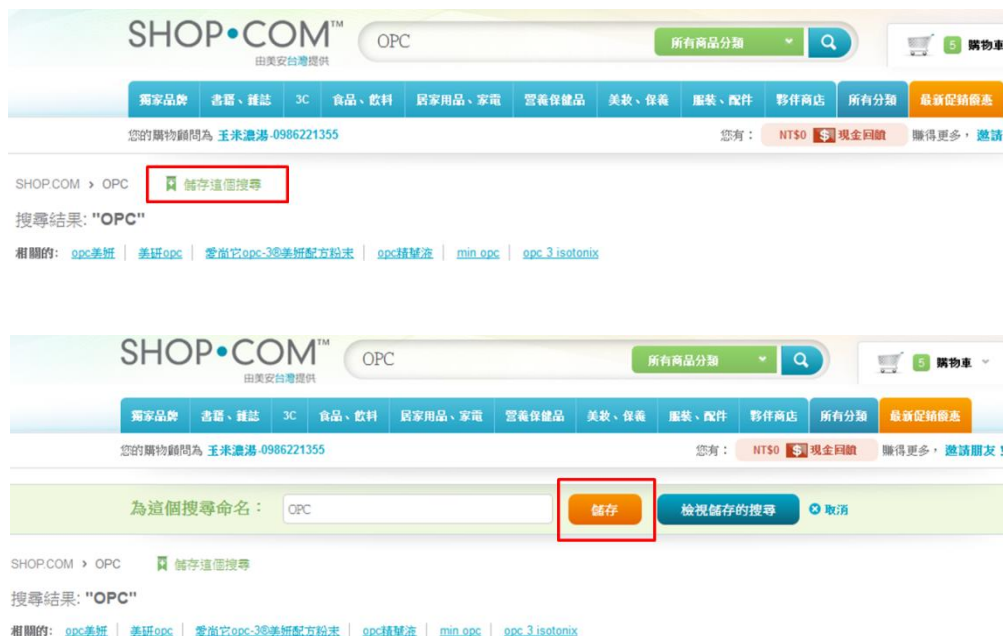 SHOP•COM™ OPC 所有商品分類 5 購物車
由美安台灣提供
獨家品牌 書籍、雜誌 3C 食品、飲料 居家用品、家電 營養保健品 美妝、保養 服裝、配件 夥伴商店 所有分類 最新促銷優惠
您的購物顧問為 玉米濃湯-0986221355 您有： NT$0 $ 現金回饋 賺得更多，邀請
SHOP.COM > OPC 儲存這個搜尋
搜尋結果: "OPC"
相關的: opc美妍 美研opc 愛尚它opc-3®美妍配方粉末 opc精華液 min opc opc 3 isotonix
SHOP•COM™ OPC 所有商品分類 5 購物車
由美安台灣提供
獨家品牌 書籍、雜誌 3C 食品、飲料 居家用品、家電 營養保健品 美妝、保養 服裝、配件 夥伴商店 所有分類 最新促銷優惠
您的購物顧問為 玉米濃湯-0986221355 您有： NT$0 $ 現金回饋 賺得更多，邀請朋友！
為這個搜尋命名： OPC 儲存 檢視儲存的搜尋 取消
SHOP.COM > OPC 儲存這個搜尋
搜尋結果: "OPC"
相關的: opc美妍 美研opc 愛尚它opc-3®美妍配方粉末 opc精華液 min opc opc 3 isotonix